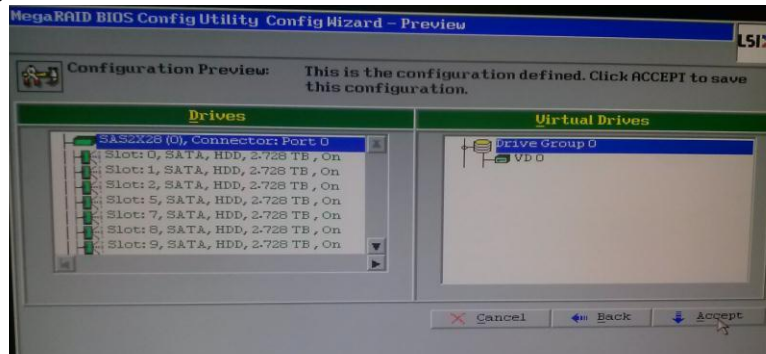 MegaRAID BIOS Config Utility Config Wizard – Preview
LSI
Configuration Preview: This is the configuration defined. Click ACCEPT to save
this configuration.
Drives
Virtual Drives
SAS2X28 (0), Connector: Port 0
Slot: 0, SATA, HDD, 2.728 TB , On
Slot: 1, SATA, HDD, 2.728 TB , On
Slot: 2, SATA, HDD, 2.728 TB , On
Slot: 5, SATA, HDD, 2.728 TB , On
Slot: 7, SATA, HDD, 2.728 TB , On
Slot: 8, SATA, HDD, 2.728 TB , On
Slot: 9, SATA, HDD, 2.728 TB , On
Drive Group 0
VD 0
Cancel
Back
Accept